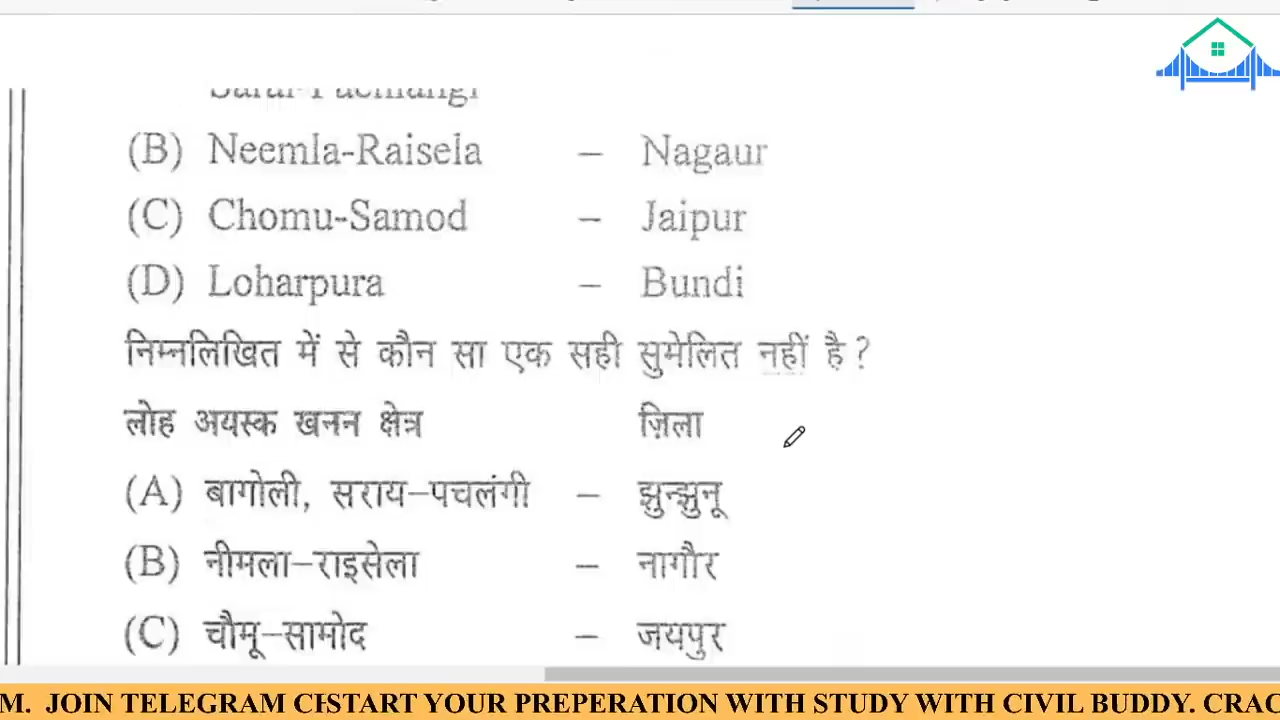 (B) Neemla-Raisela – Nagaur
(C) Chomu-Samod – Jaipur
(D) Loharpura – Bundi
निम्नलिखित में से कौन सा एक सही सुमेलित नहीं है ?
लोह अयस्क खनन क्षेत्र ज़िला
(A) बागोली, सराय–पचलंगी – झुन्झुनू
(B) नीमला–राइसेला – नागौर
(C) चौमू–सामोद – जयपुर
M. JOIN TELEGRAM CHSTART YOUR PREPERATION WITH STUDY WITH CIVIL BUDDY. CRAC